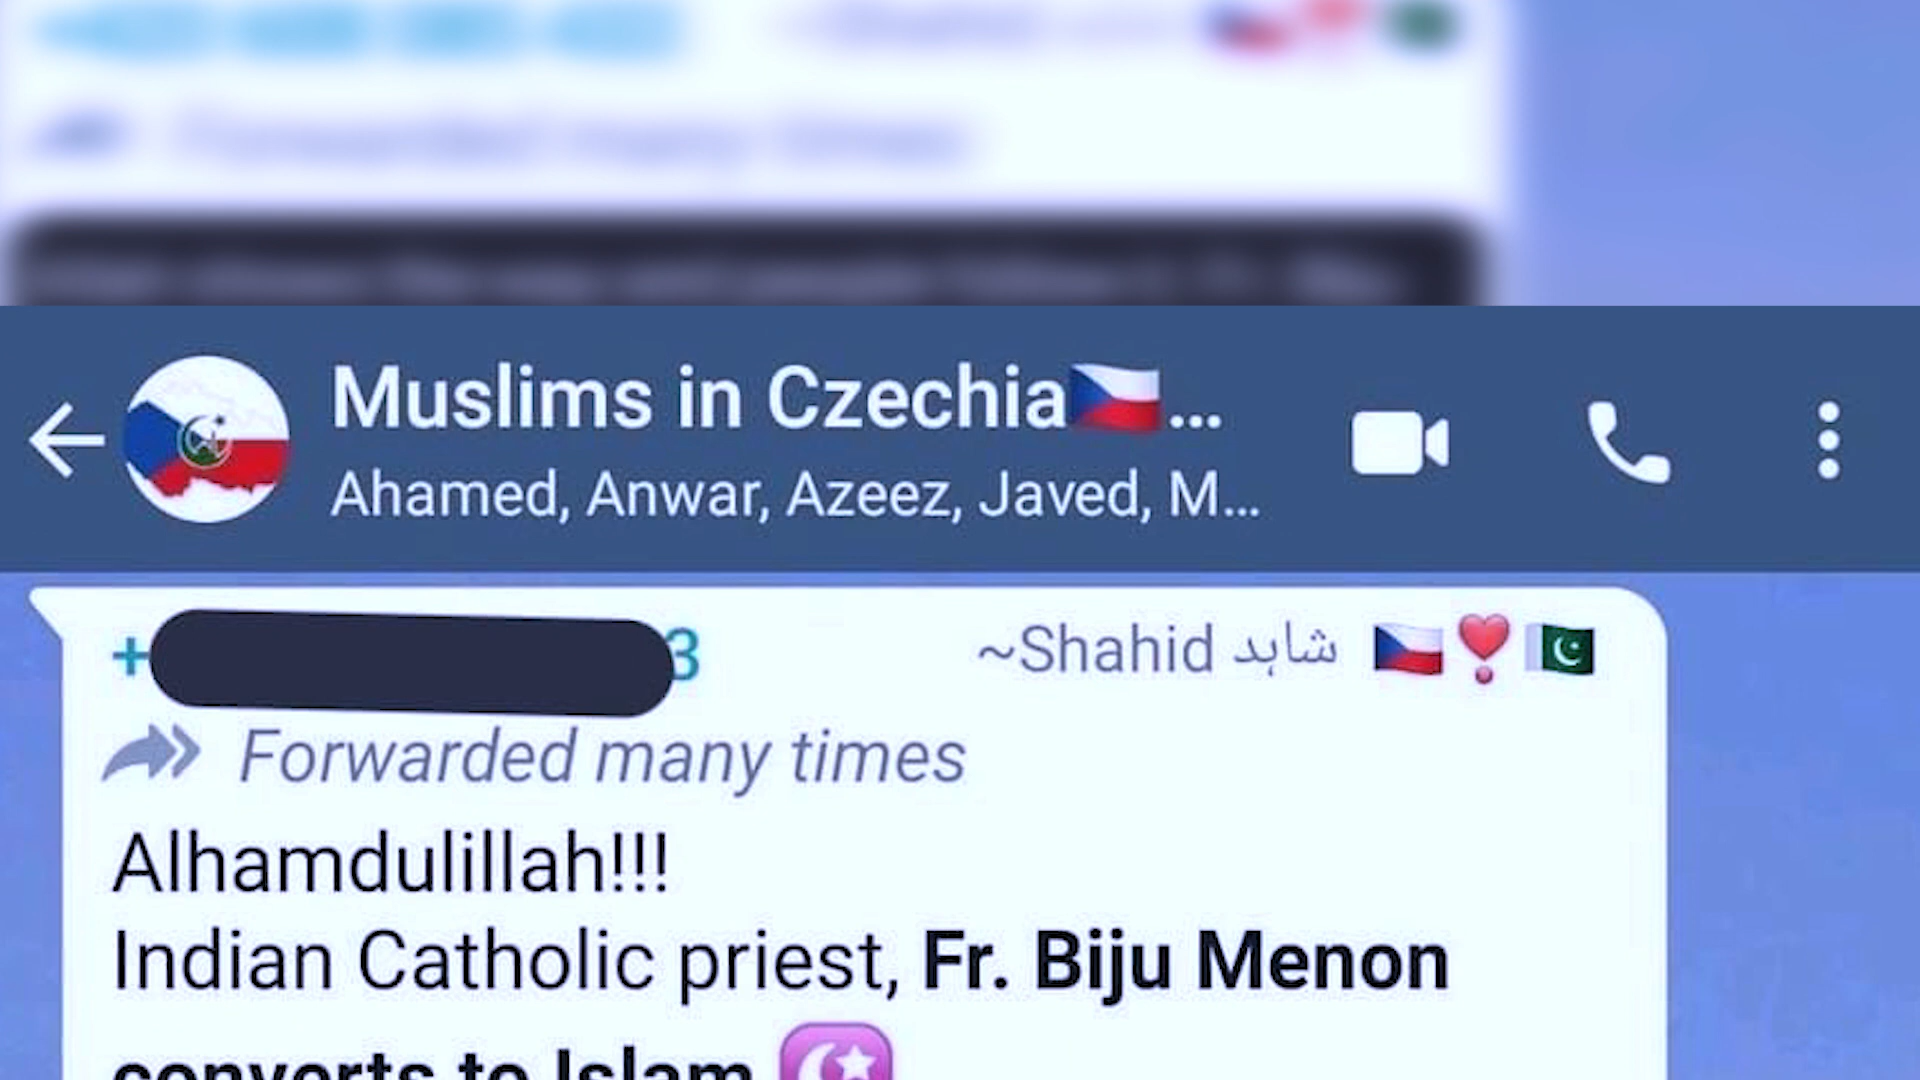 Muslims in Czechia🇨🇿...
Ahamed, Anwar, Azeez, Javed, M...
+ 3 ~Shahid شاہد 🇨🇿❣️🇵🇰
Forwarded many times
Alhamdulillah!!!
Indian Catholic priest, Fr. Biju Menon
converts to Islam ☪️